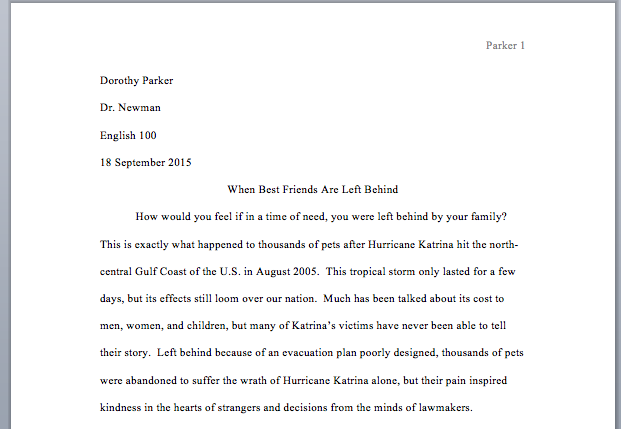 Parker 1
Dorothy Parker
Dr. Newman
English 100
18 September 2015
When Best Friends Are Left Behind
How would you feel if in a time of need, you were left behind by your family?
This is exactly what happened to thousands of pets after Hurricane Katrina hit the north-
central Gulf Coast of the U.S. in August 2005.  This tropical storm only lasted for a few
days, but its effects still loom over our nation.  Much has been talked about its cost to
men, women, and children, but many of Katrina’s victims have never been able to tell
their story.  Left behind because of an evacuation plan poorly designed, thousands of pets
were abandoned to suffer the wrath of Hurricane Katrina alone, but their pain inspired
kindness in the hearts of strangers and decisions from the minds of lawmakers.